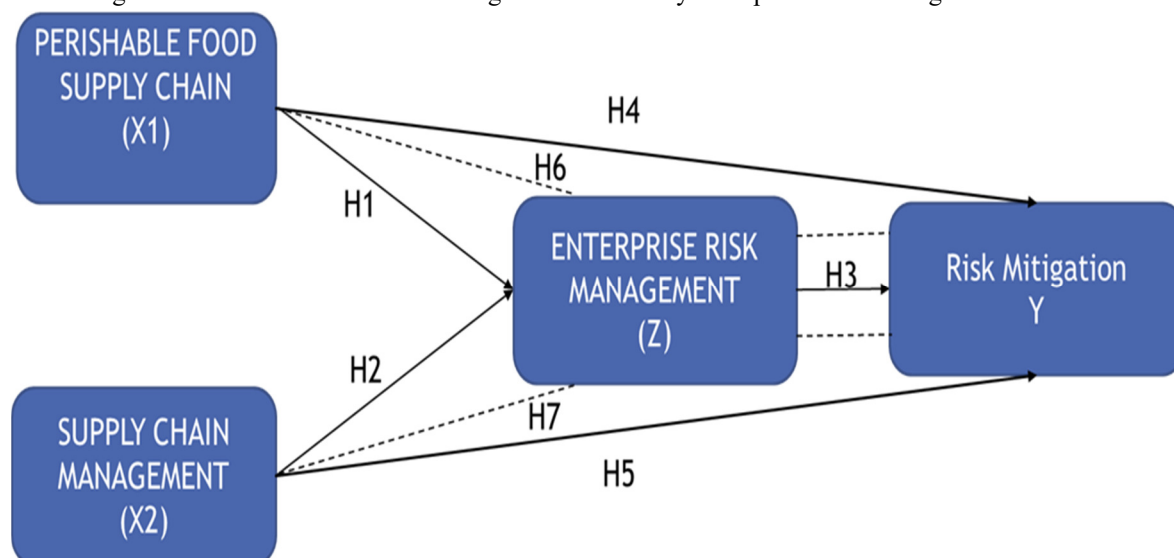 PERISHABLE FOOD
SUPPLY CHAIN
(X1)
H4
H6
H1
ENTERPRISE RISK
MANAGEMENT
(Z)
H3
Risk Mitigation
Y
H2
H7
SUPPLY CHAIN
MANAGEMENT
(X2)
H5